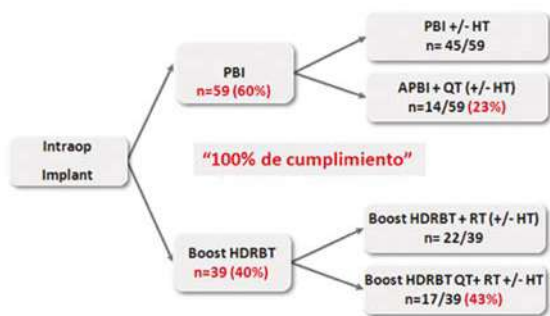 PBI +/- HT
n= 45/59
PBI
n=59 (60%)
APBI + QT (+/- HT)
n=14/59 (23%)
Intraop
Implant
“100% de cumplimiento”
Boost HDRBT + RT (+/- HT)
n= 22/39
Boost HDRBT
n=39 (40%)
Boost HDRBT QT+ RT +/- HT
n=17/39 (43%)